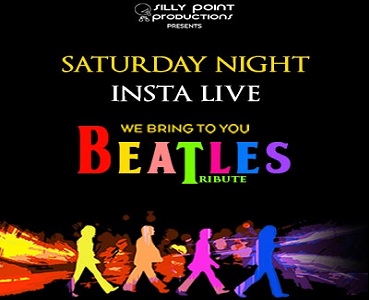 SILLY POINT
PRODUCTIONS
PRESENTS
SATURDAY NIGHT
INSTA LIVE
WE BRING TO YOU
BEATLES
TRIBUTE